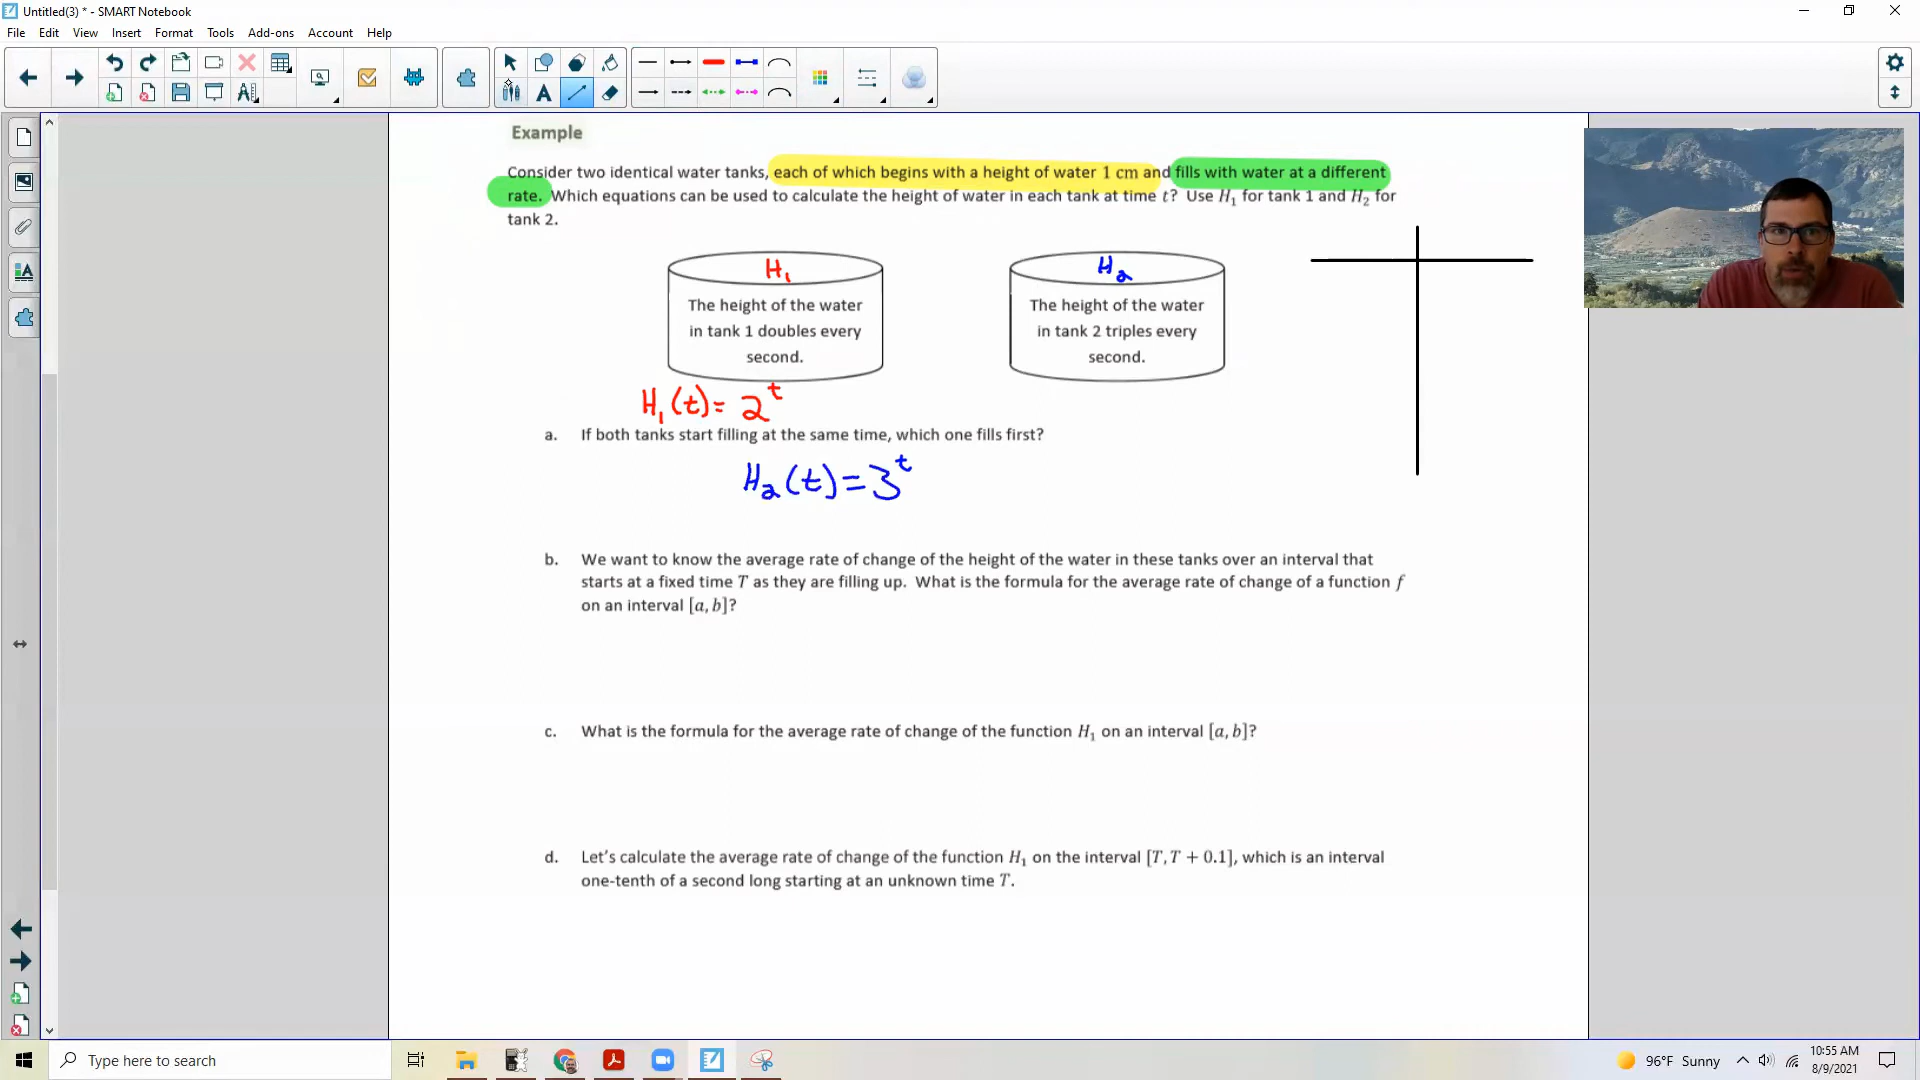 Untitled(3) * - SMART Notebook
File Edit View Insert Format Tools Add-ons Account Help
Example
Consider two identical water tanks, each of which begins with a height of water 1 cm and fills with water at a different
rate. Which equations can be used to calculate the height of water in each tank at time t? Use H₁ for tank 1 and H₂ for
tank 2.
H₁ H₂
The height of the water
in tank 1 doubles every
second.
The height of the water
in tank 2 triples every
second.
H₁(t) = 2^t
a. If both tanks start filling at the same time, which one fills first?
H₂(t) = 3^t
b. We want to know the average rate of change of the height of the water in these tanks over an interval that
starts at a fixed time T as they are filling up. What is the formula for the average rate of change of a function f
on an interval [a, b]?
c. What is the formula for the average rate of change of the function H₁ on an interval [a, b]?
d. Let's calculate the average rate of change of the function H₁ on the interval [T, T + 0.1], which is an interval
one-tenth of a second long starting at an unknown time T.
Type here to search
96°F Sunny
10:55 AM
8/9/2021